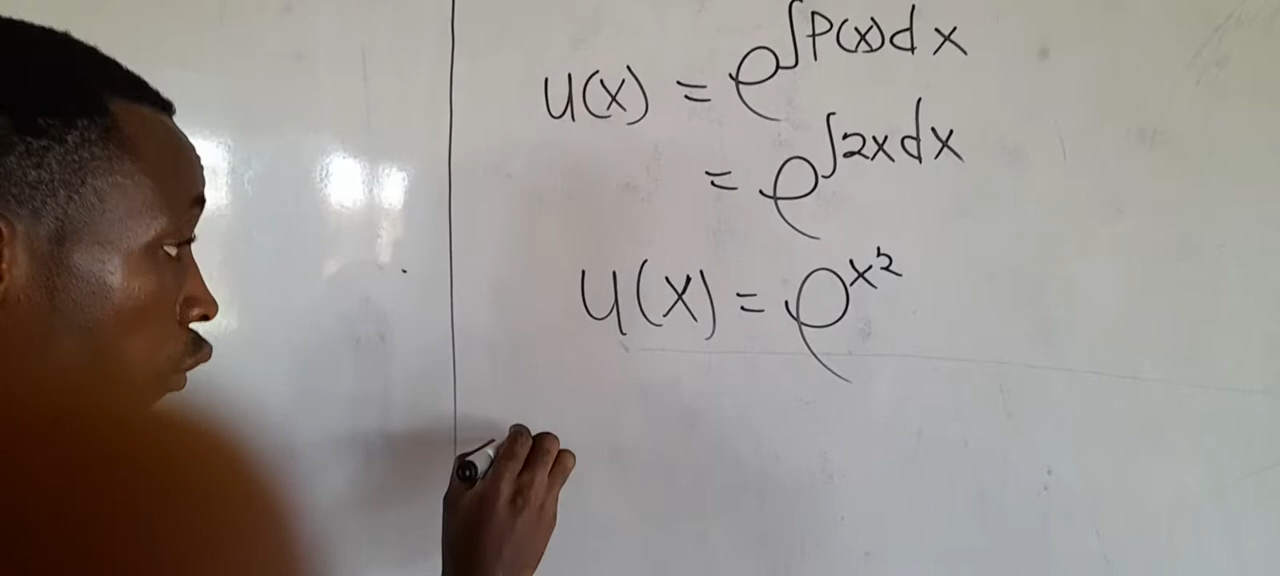 u(x) = e^∫P(x)dx
= e^∫2xdx
u(x) = e^x²